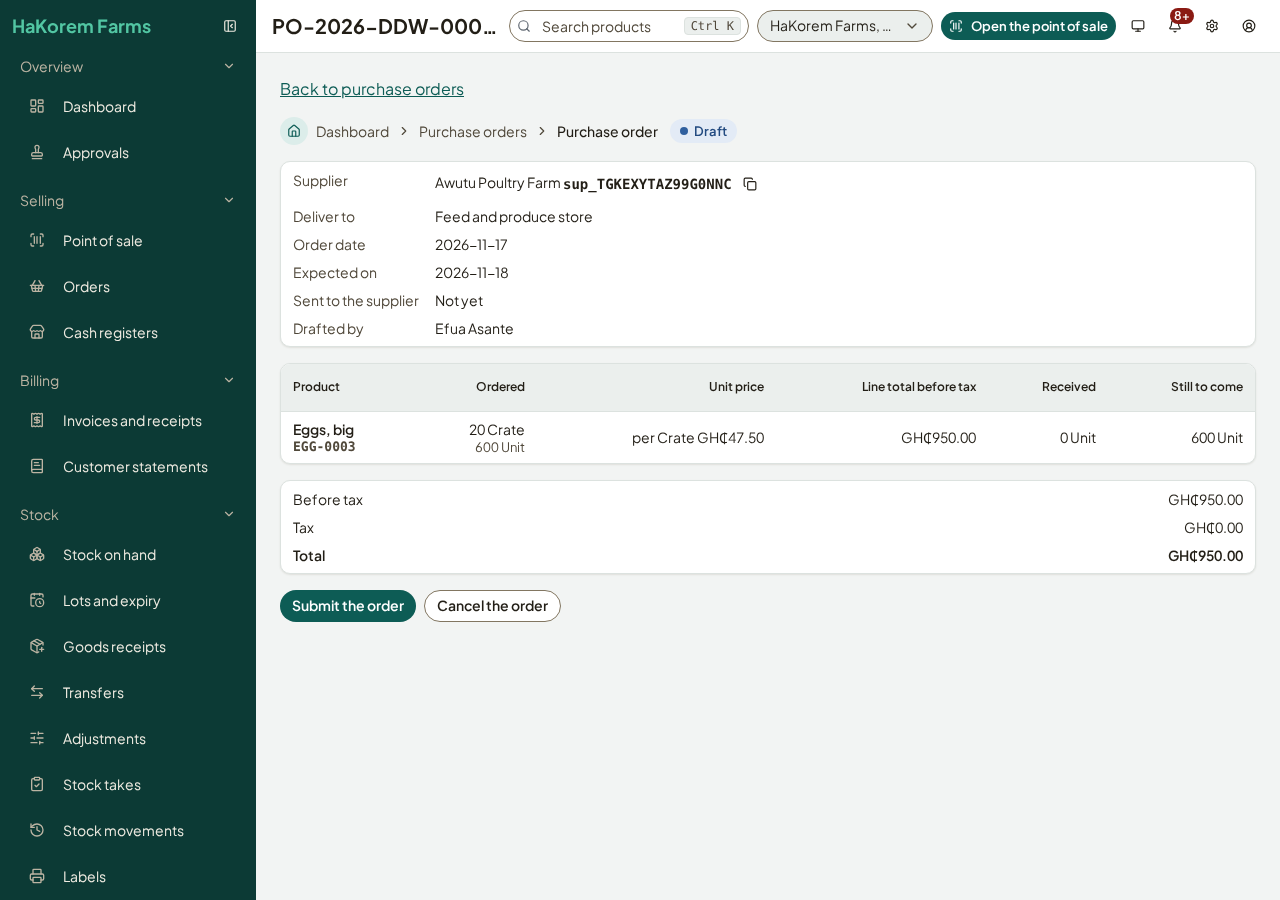 HaKorem Farms
Overview
Dashboard
Approvals
Selling
Point of sale
Orders
Cash registers
Billing
Invoices and receipts
Customer statements
Stock
Stock on hand
Lots and expiry
Goods receipts
Transfers
Adjustments
Stock takes
Stock movements
Labels
PO-2026-DDW-000...
Search products
Ctrl K
HaKorem Farms, ...
Open the point of sale
8+
Back to purchase orders
Dashboard > Purchase orders > Purchase order
Draft
Supplier Awutu Poultry Farm sup_TGKEXYTAZ99G0NNC
Deliver to Feed and produce store
Order date 2026-11-17
Expected on 2026-11-18
Sent to the supplier Not yet
Drafted by Efua Asante
Product Ordered Unit price Line total before tax Received Still to come
Eggs, big 20 Crate per Crate GH₵47.50 GH₵950.00 0 Unit 600 Unit
EGG-0003 600 Unit
Before tax GH₵950.00
Tax GH₵0.00
Total GH₵950.00
Submit the order
Cancel the order